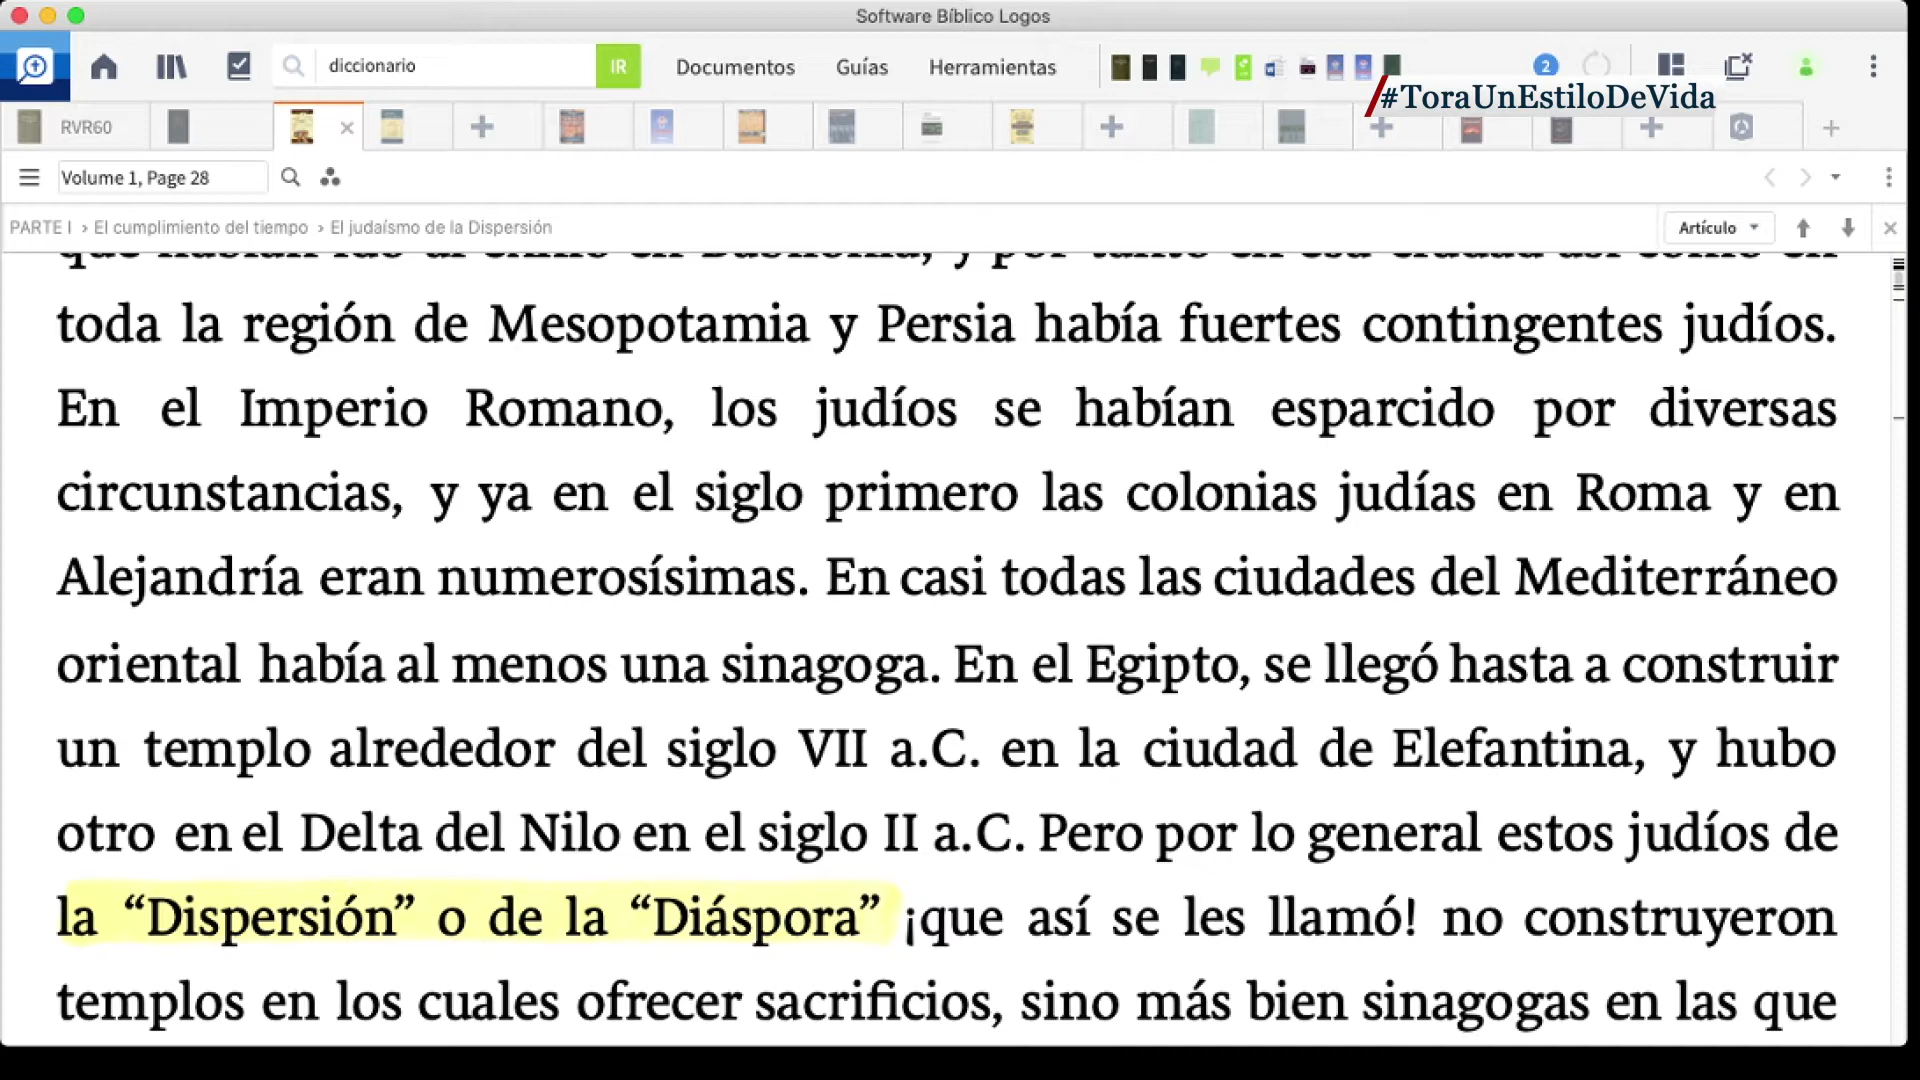 Software Bíblico Logos
diccionario
IR
Documentos
Guías
Herramientas
2
#ToraUnEstiloDeVida
RVR60
Volume 1, Page 28
PARTE I › El cumplimiento del tiempo › El judaísmo de la Dispersión
Artículo
toda la región de Mesopotamia y Persia había fuertes contingentes judíos.
En el Imperio Romano, los judíos se habían esparcido por diversas
circunstancias, y ya en el siglo primero las colonias judías en Roma y en
Alejandría eran numerosísimas. En casi todas las ciudades del Mediterráneo
oriental había al menos una sinagoga. En el Egipto, se llegó hasta a construir
un templo alrededor del siglo VII a.C. en la ciudad de Elefantina, y hubo
otro en el Delta del Nilo en el siglo II a.C. Pero por lo general estos judíos de
la “Dispersión” o de la “Diáspora” ¡que así se les llamó! no construyeron
templos en los cuales ofrecer sacrificios, sino más bien sinagogas en las que